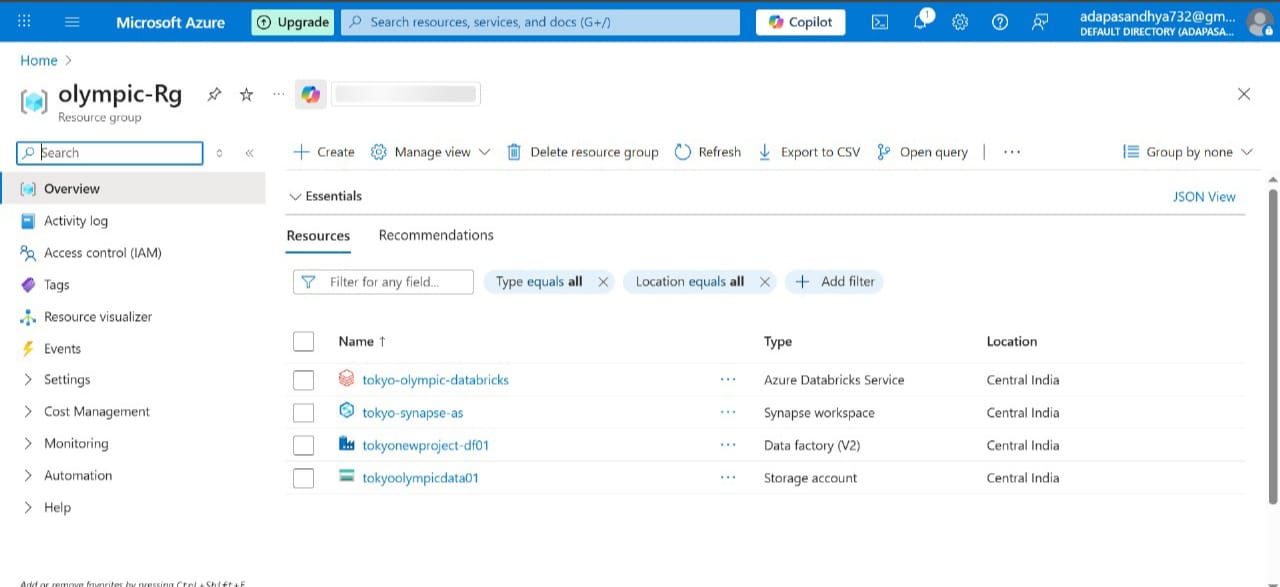 Microsoft Azure
Upgrade
Search resources, services, and docs (G+/)
Copilot
1
adapasandhya732@gm...
DEFAULT DIRECTORY (ADAPASA...
Home >
olympic-Rg
Resource group
Search
Create
Manage view
Delete resource group
Refresh
Export to CSV
Open query
Group by none
Overview
Essentials
JSON View
Activity log
Resources
Recommendations
Access control (IAM)
Tags
Filter for any field...
Type equals all
Location equals all
Add filter
Resource visualizer
Events
Name ↑
Type
Location
Settings
tokyo-olympic-databricks
Azure Databricks Service
Central India
Cost Management
tokyo-synapse-as
Synapse workspace
Central India
Monitoring
tokyonewproject-df01
Data factory (V2)
Central India
Automation
tokyoolympicdata01
Storage account
Central India
Help
Add or remove favorites by pressing Ctrl+Shift+F